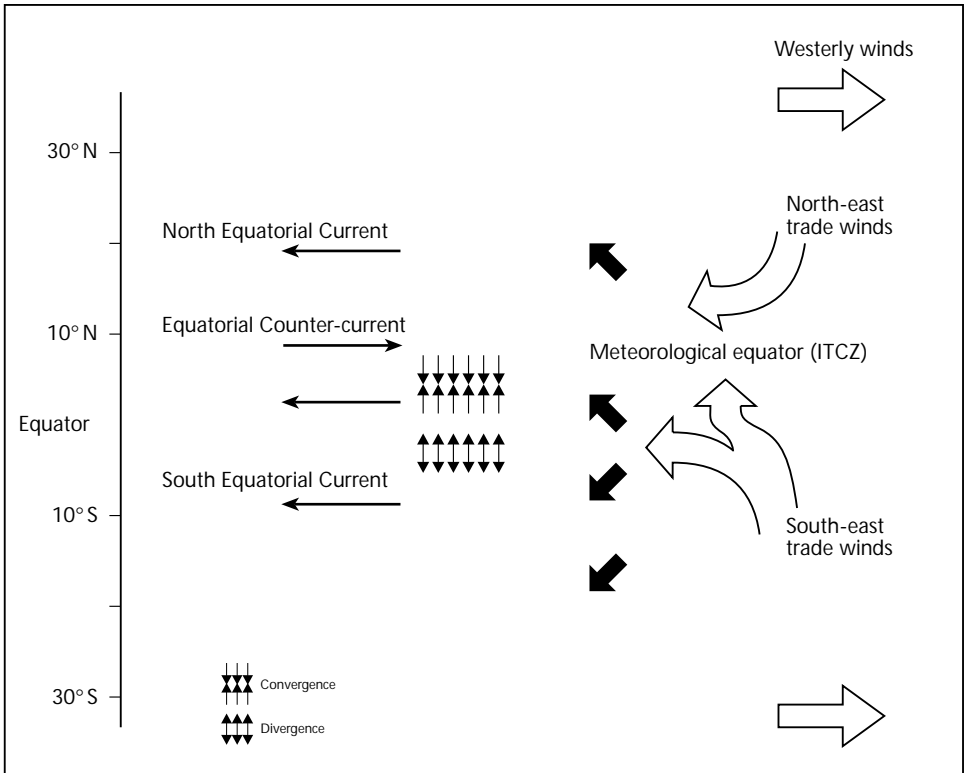 Westerly winds
30° N
North-east
trade winds
North Equatorial Current
10° N
Equatorial Counter-current
Meteorological equator (ITCZ)
Equator
South Equatorial Current
10° S
South-east
trade winds
30° S
Convergence
Divergence